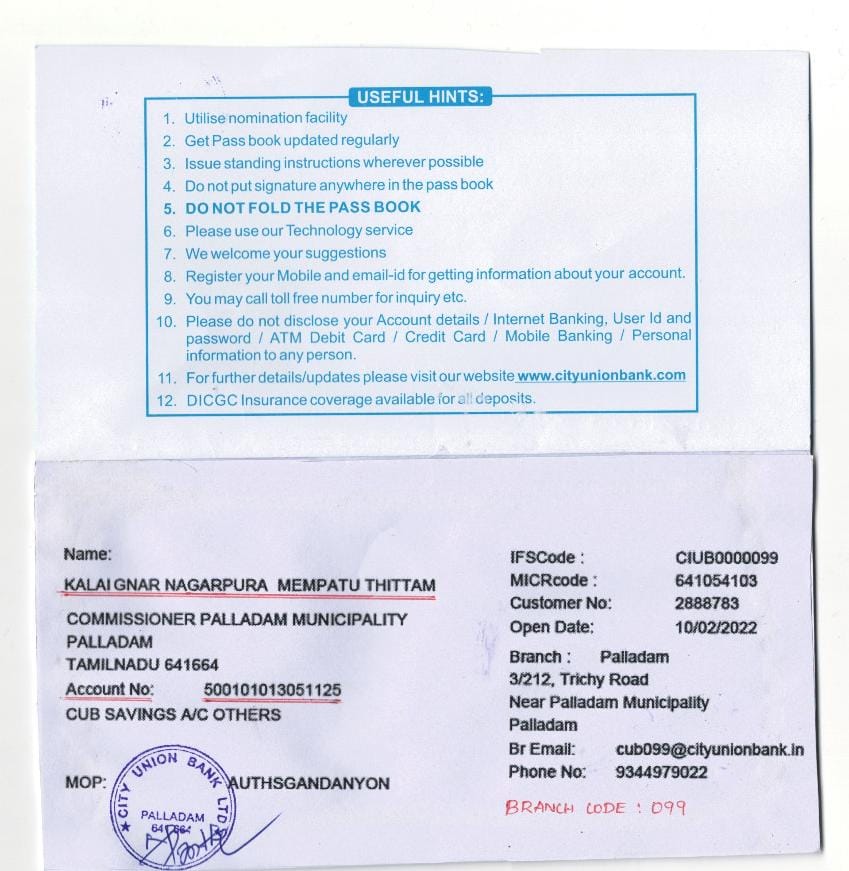 USEFUL HINTS:
1. Utilise nomination facility
2. Get Pass book updated regularly
3. Issue standing instructions wherever possible
4. Do not put signature anywhere in the pass book
5. DO NOT FOLD THE PASS BOOK
6. Please use our Technology service
7. We welcome your suggestions
8. Register your Mobile and email-id for getting information about your account.
9. You may call toll free number for inquiry etc.
10. Please do not disclose your Account details / Internet Banking, User Id and
password / ATM Debit Card / Credit Card / Mobile Banking / Personal
information to any person.
11. For further details/updates please visit our website www.cityunionbank.com
12. DICGC Insurance coverage available for all deposits.
Name:
KALAIGNAR NAGARPURA MEMPATU THITTAM
COMMISSIONER PALLADAM MUNICIPALITY
PALLADAM
TAMILNADU 641664
Account No: 500101013051125
CUB SAVINGS A/C OTHERS
MOP: AUTHSGANDANYON
CITY UNION BANK LTD
PALLADAM
641664
IFSCode : CIUB0000099
MICRcode : 641054103
Customer No: 2888783
Open Date: 10/02/2022
Branch : Palladam
3/212, Trichy Road
Near Palladam Municipality
Palladam
Br Email: cub099@cityunionbank.in
Phone No: 9344979022
BRANCH CODE : 099